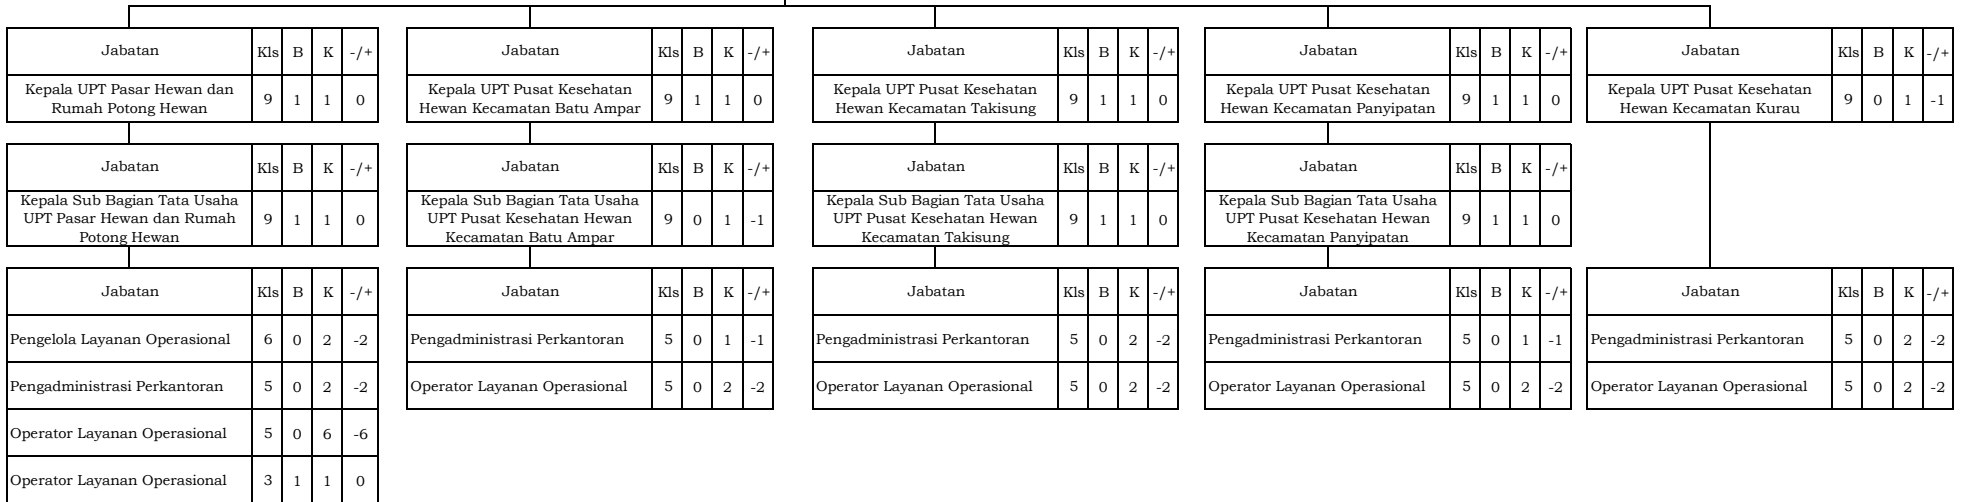 Jabatan Kls B K -/+
Kepala UPT Pasar Hewan dan
Rumah Potong Hewan 9 1 1 0
Jabatan Kls B K -/+
Kepala UPT Pusat Kesehatan
Hewan Kecamatan Batu Ampar 9 1 1 0
Jabatan Kls B K -/+
Kepala UPT Pusat Kesehatan
Hewan Kecamatan Takisung 9 1 1 0
Jabatan Kls B K -/+
Kepala UPT Pusat Kesehatan
Hewan Kecamatan Panyipatan 9 1 1 0
Jabatan Kls B K -/+
Kepala UPT Pusat Kesehatan
Hewan Kecamatan Kurau 9 0 1 -1
Jabatan Kls B K -/+
Kepala Sub Bagian Tata Usaha
UPT Pasar Hewan dan Rumah 9 1 1 0
Potong Hewan
Jabatan Kls B K -/+
Kepala Sub Bagian Tata Usaha
UPT Pusat Kesehatan Hewan 9 0 1 -1
Kecamatan Batu Ampar
Jabatan Kls B K -/+
Kepala Sub Bagian Tata Usaha
UPT Pusat Kesehatan Hewan 9 1 1 0
Kecamatan Takisung
Jabatan Kls B K -/+
Kepala Sub Bagian Tata Usaha
UPT Pusat Kesehatan Hewan 9 1 1 0
Kecamatan Panyipatan
Jabatan Kls B K -/+
Pengelola Layanan Operasional 6 0 2 -2
Pengadministrasi Perkantoran 5 0 2 -2
Operator Layanan Operasional 5 0 6 -6
Operator Layanan Operasional 3 1 1 0
Jabatan Kls B K -/+
Pengadministrasi Perkantoran 5 0 1 -1
Operator Layanan Operasional 5 0 2 -2
Jabatan Kls B K -/+
Pengadministrasi Perkantoran 5 0 2 -2
Operator Layanan Operasional 5 0 2 -2
Jabatan Kls B K -/+
Pengadministrasi Perkantoran 5 0 1 -1
Operator Layanan Operasional 5 0 2 -2
Jabatan Kls B K -/+
Pengadministrasi Perkantoran 5 0 2 -2
Operator Layanan Operasional 5 0 2 -2